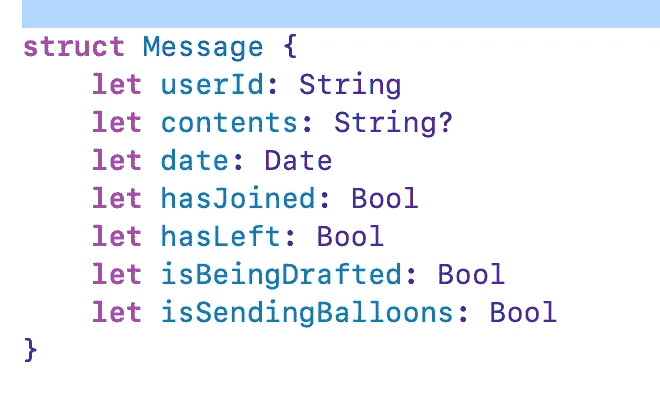 struct Message {
    let userId: String
    let contents: String?
    let date: Date
    let hasJoined: Bool
    let hasLeft: Bool
    let isBeingDrafted: Bool
    let isSendingBalloons: Bool
}